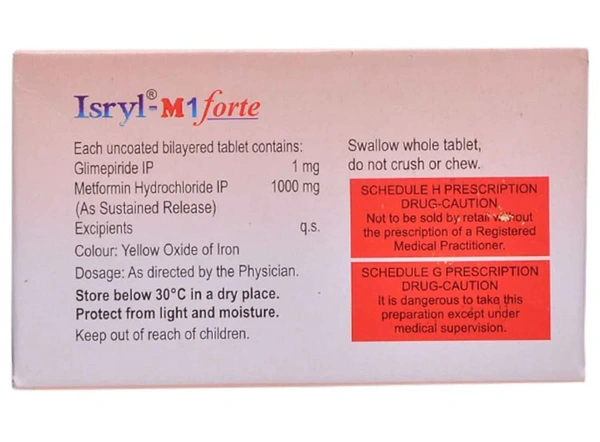 Isryl®-M1forte
Each uncoated bilayered tablet contains:
Glimepiride IP 1 mg
Metformin Hydrochloride IP 1000 mg
(As Sustained Release)
Excipients q.s.
Colour: Yellow Oxide of Iron
Dosage: As directed by the Physician.
Store below 30°C in a dry place.
Protect from light and moisture.
Keep out of reach of children.
Swallow whole tablet,
do not crush or chew.
SCHEDULE H PRESCRIPTION
DRUG-CAUTION
Not to be sold by retail without
the prescription of a Registered
Medical Practitioner.
SCHEDULE G PRESCRIPTION
DRUG-CAUTION
It is dangerous to take this
preparation except under
medical supervision.